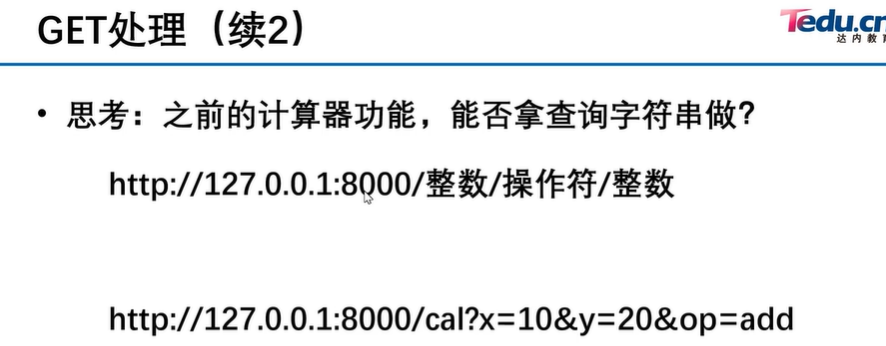 GET处理（续2）
Tedu.cn
达内教育
• 思考：之前的计算器功能，能否拿查询字符串做？
http://127.0.0.1:8000/整数/操作符/整数
http://127.0.0.1:8000/cal?x=10&y=20&op=add